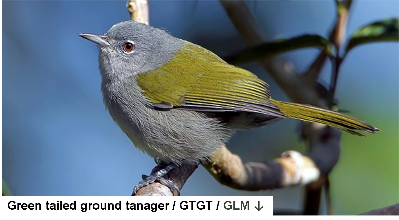 Green tailed ground tanager / GTGT / GLM ↓